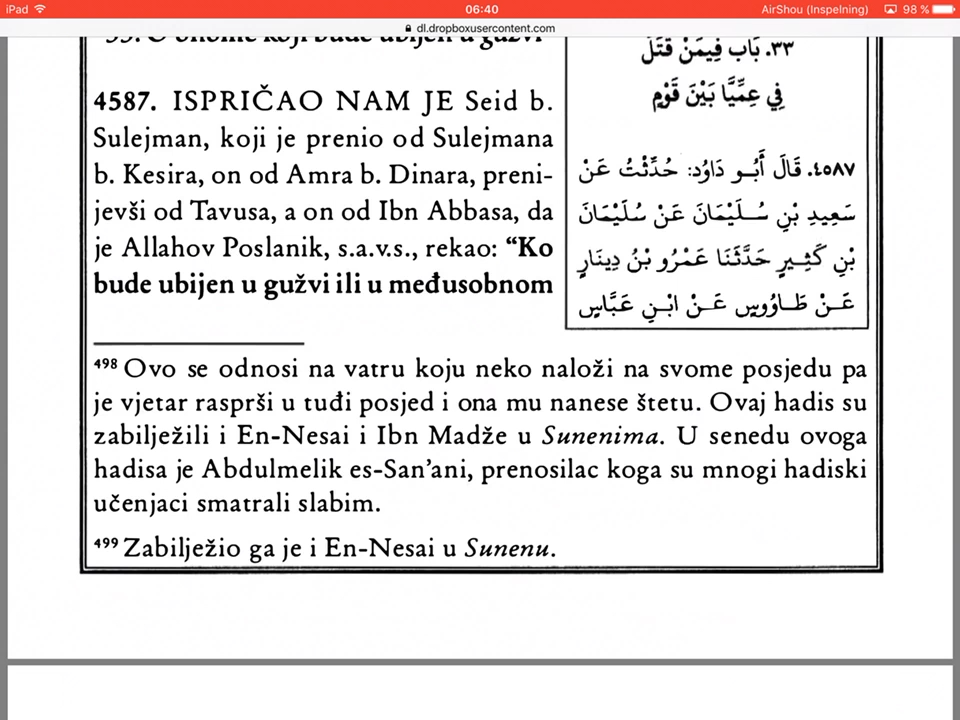 iPad 06:40 AirShou (Inspelning) 98 %
dl.dropboxusercontent.com
33. O onome koji bude ubijen u gužvi
4587. ISPRIČAO NAM JE Seid b.
Sulejman, koji je prenio od Sulejmana
b. Kesira, on od Amra b. Dinara, preni-
jevši od Tavusa, a on od Ibn Abbasa, da
je Allahov Poslanik, s.a.v.s., rekao: “Ko
bude ubijen u gužvi ili u međusobnom
٣٣. بَاب فِيمَنْ قَتَلَ
فِي عِمِّيَّا بَيْنَ قَوْمٍ
٤٥٨٧. قَالَ أَبُو دَاوُد: حُدِّثْتُ عَنْ
سَعِيدِ بْنِ سُلَيْمَانَ عَنْ سُلَيْمَانَ
بْنِ كَثِيرٍ حَدَّثَنَا عَمْرُو بْنُ دِينَارٍ
عَنْ طَاوُوسٍ عَنْ ابْنِ عَبَّاسٍ
498 Ovo se odnosi na vatru koju neko naloži na svome posjedu pa
je vjetar rasprši u tuđi posjed i ona mu nanese štetu. Ovaj hadis su
zabilježili i En-Nesai i Ibn Madže u Sunenima. U senedu ovoga
hadisa je Abdulmelik es-San’ani, prenosilac koga su mnogi hadiski
učenjaci smatrali slabim.
499 Zabilježio ga je i En-Nesai u Sunenu.